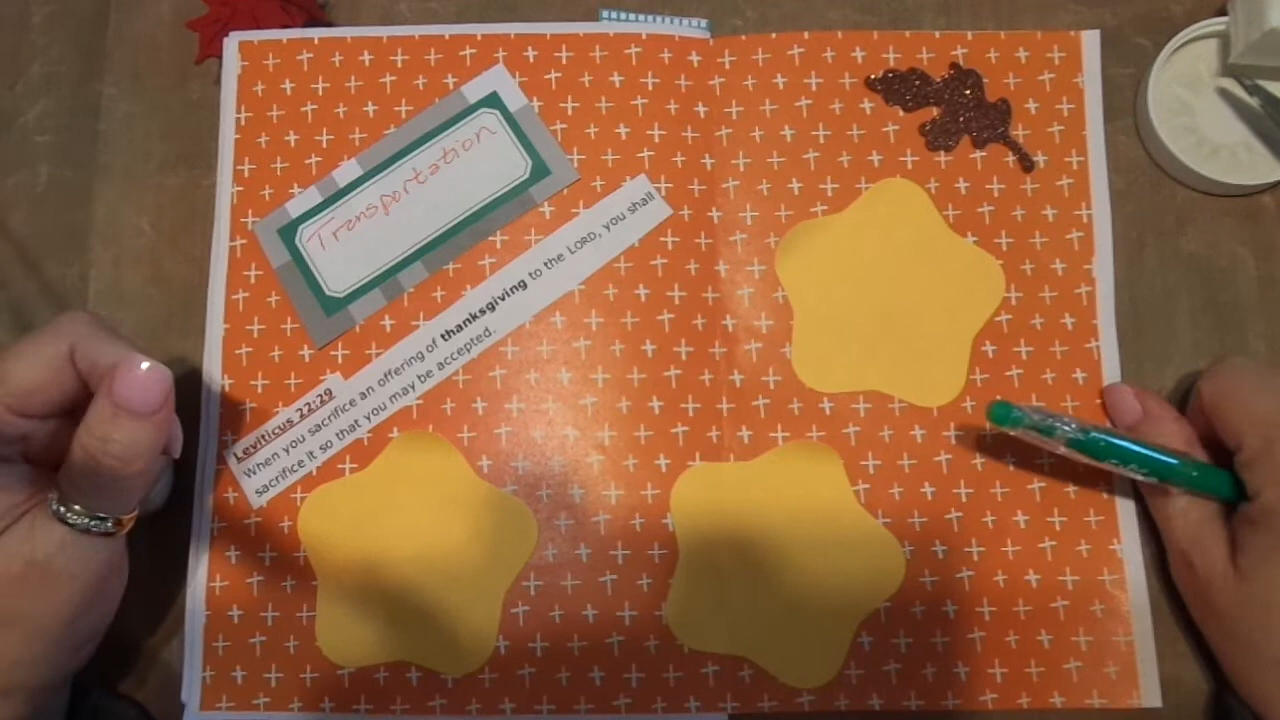 Transportation
Leviticus 22:29
When you sacrifice an offering of thanksgiving to the LORD, you shall
sacrifice it so that you may be accepted.